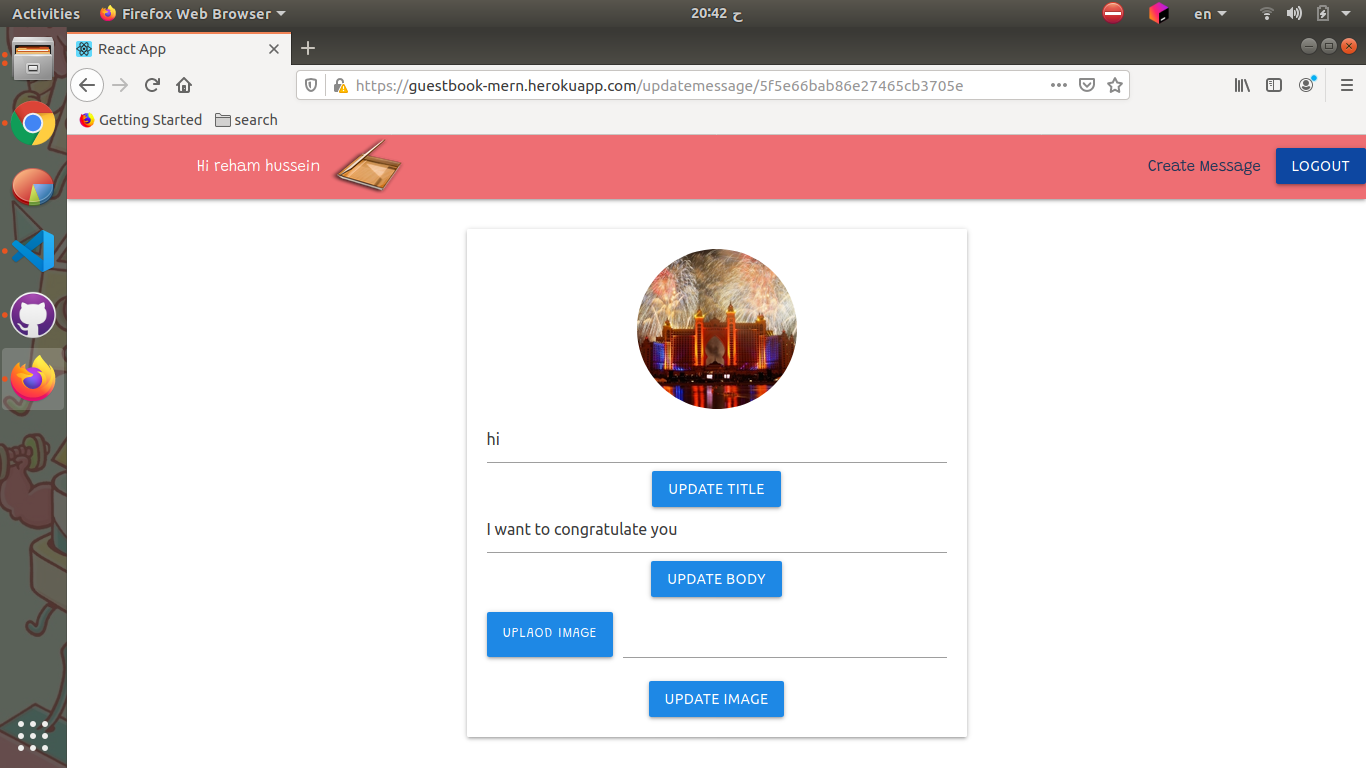 Activities Firefox Web Browser 20:42 ح en
React App
https://guestbook-mern.herokuapp.com/updatemessage/5f5e66bab86e27465cb3705e
Getting Started search
Hi reham hussein Create Message LOGOUT
hi
UPDATE TITLE
I want to congratulate you
UPDATE BODY
UPLAOD IMAGE
UPDATE IMAGE